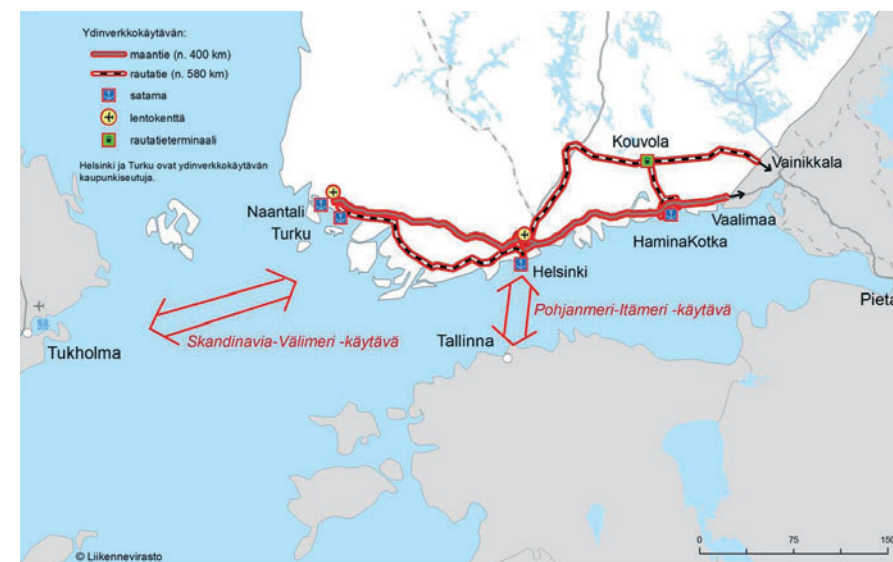 Ydinverkkokäytävän:
maantie (n. 400 km)
rautatie (n. 580 km)
satama
lentokenttä
rautatieterminaali
Helsinki ja Turku ovat ydinverkkokäytävän
kaupunkiseutuja.
Kouvola
Vainikkala
Naantali
Turku
Vaalimaa
HaminaKotka
Helsinki
Pieta
Pohjanmeri-Itämeri -käytävä
Skandinavia-Välimeri -käytävä
Tallinna
Tukholma
© Liikennevirasto
0 75 150